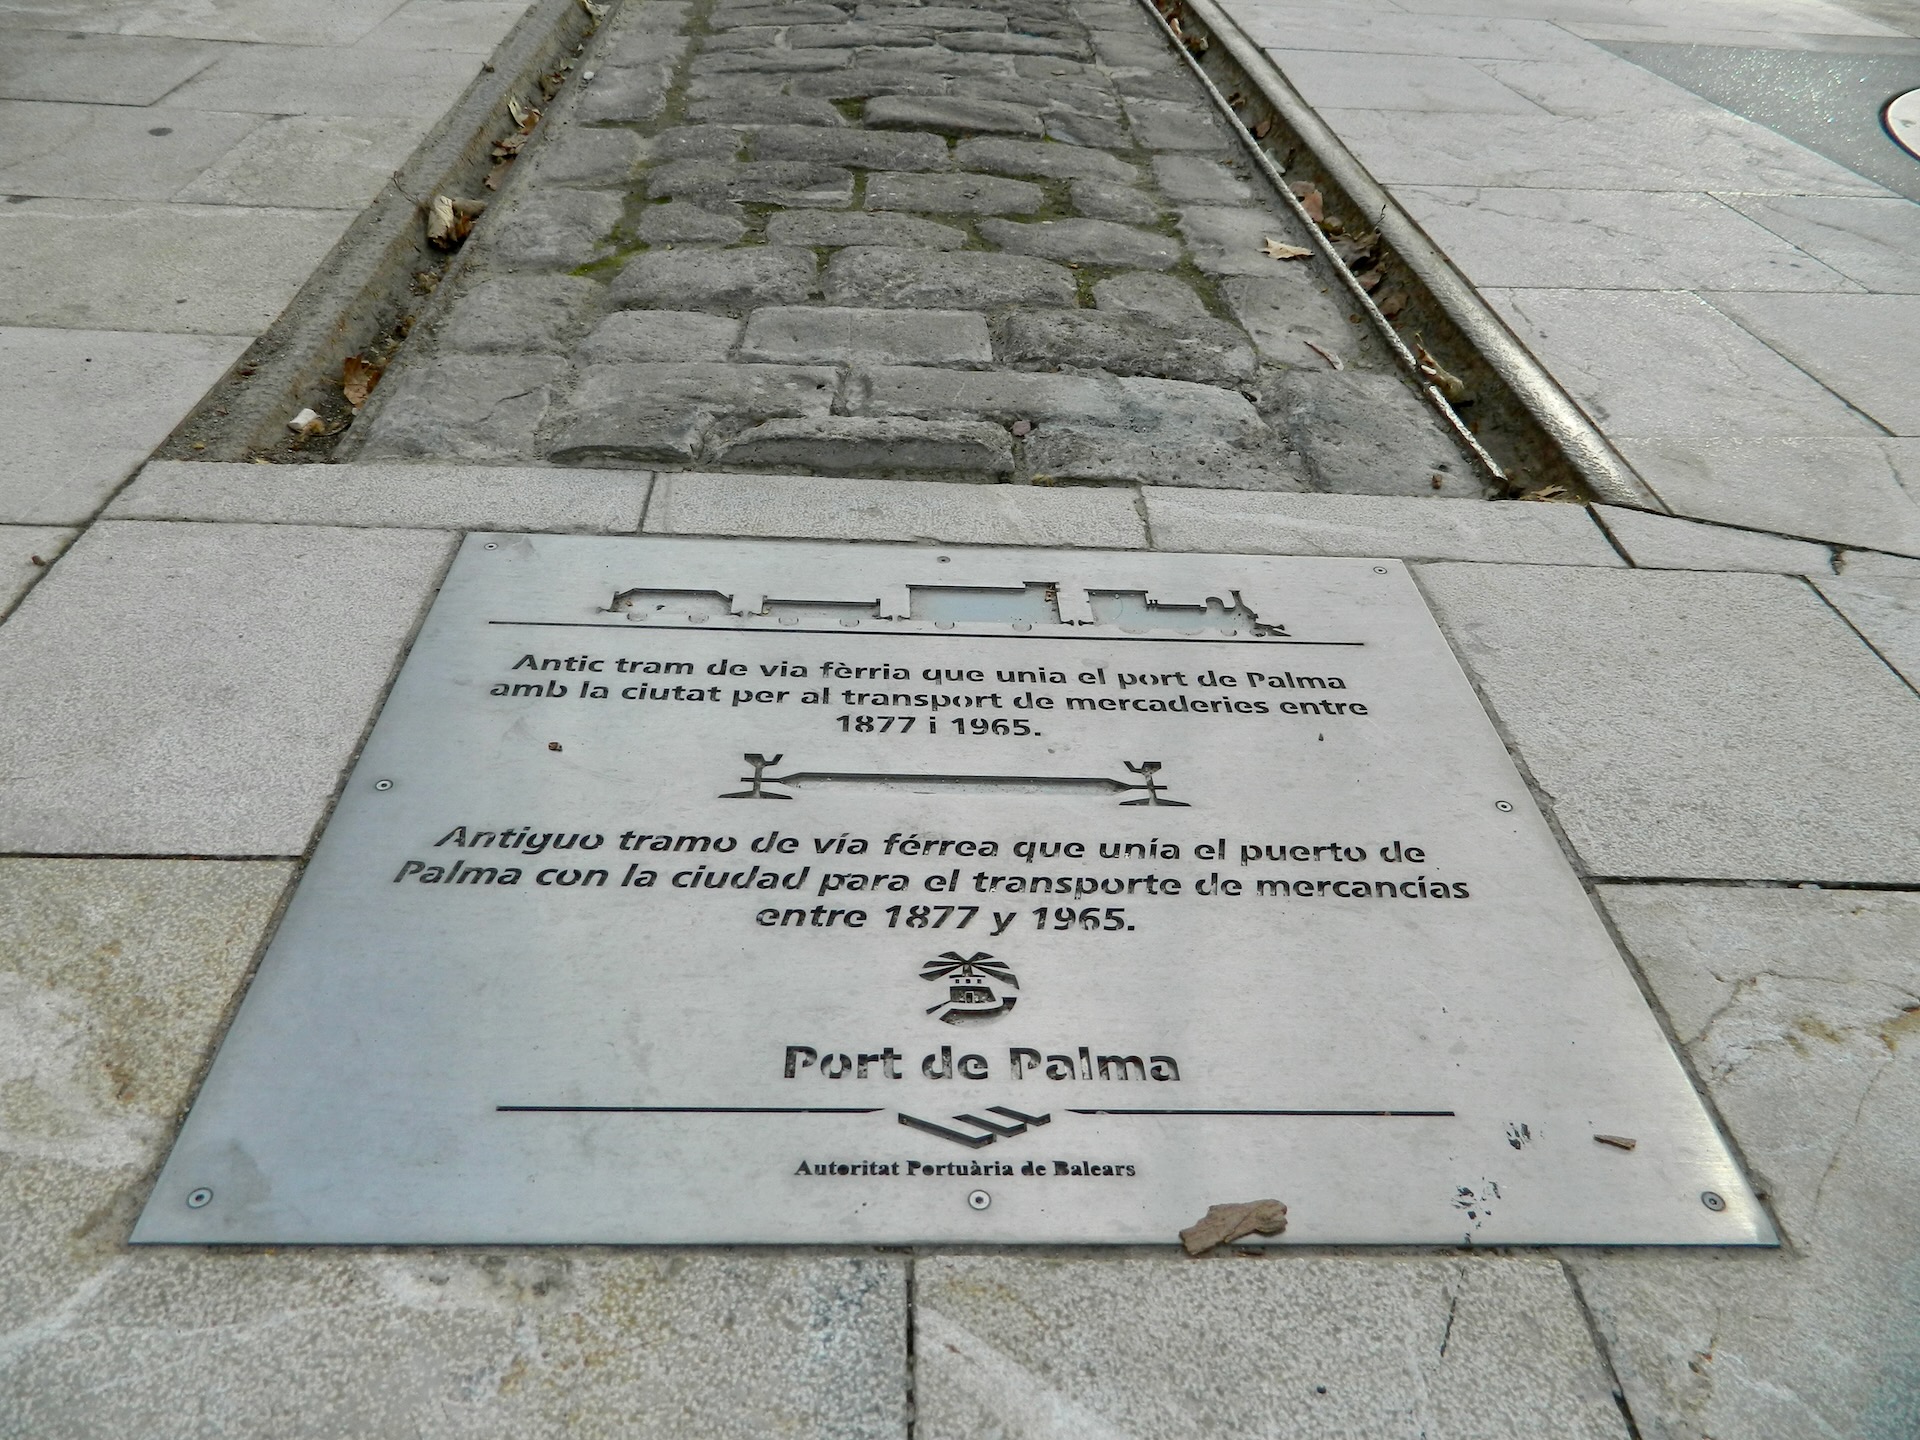 Antic tram de via fèrria que unia el port de Palma
amb la ciutat per al transport de mercaderies entre
1877 i 1965.
Antiguo tramo de vía férrea que unía el puerto de
Palma con la ciudad para el transporte de mercancías
entre 1877 y 1965.
Port de Palma
Autoritat Portuària de Balears